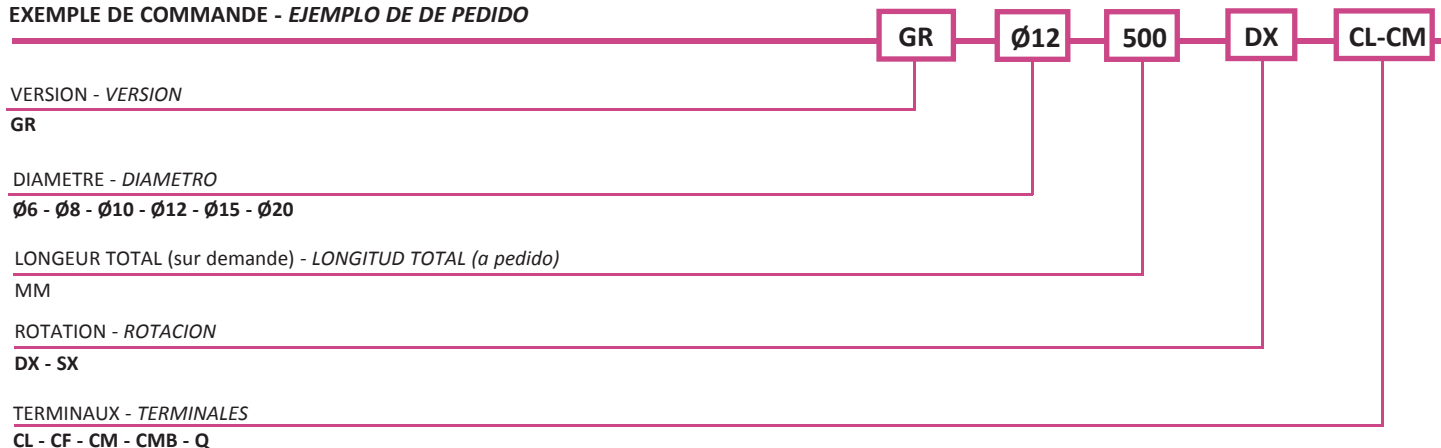 EXEMPLE DE COMMANDE - EJEMPLO DE DE PEDIDO
GR Ø12 500 DX CL-CM
VERSION - VERSION
GR
DIAMETRE - DIAMETRO
Ø6 - Ø8 - Ø10 - Ø12 - Ø15 - Ø20
LONGEUR TOTAL (sur demande) - LONGITUD TOTAL (a pedido)
MM
ROTATION - ROTACION
DX - SX
TERMINAUX - TERMINALES
CL - CF - CM - CMB - Q